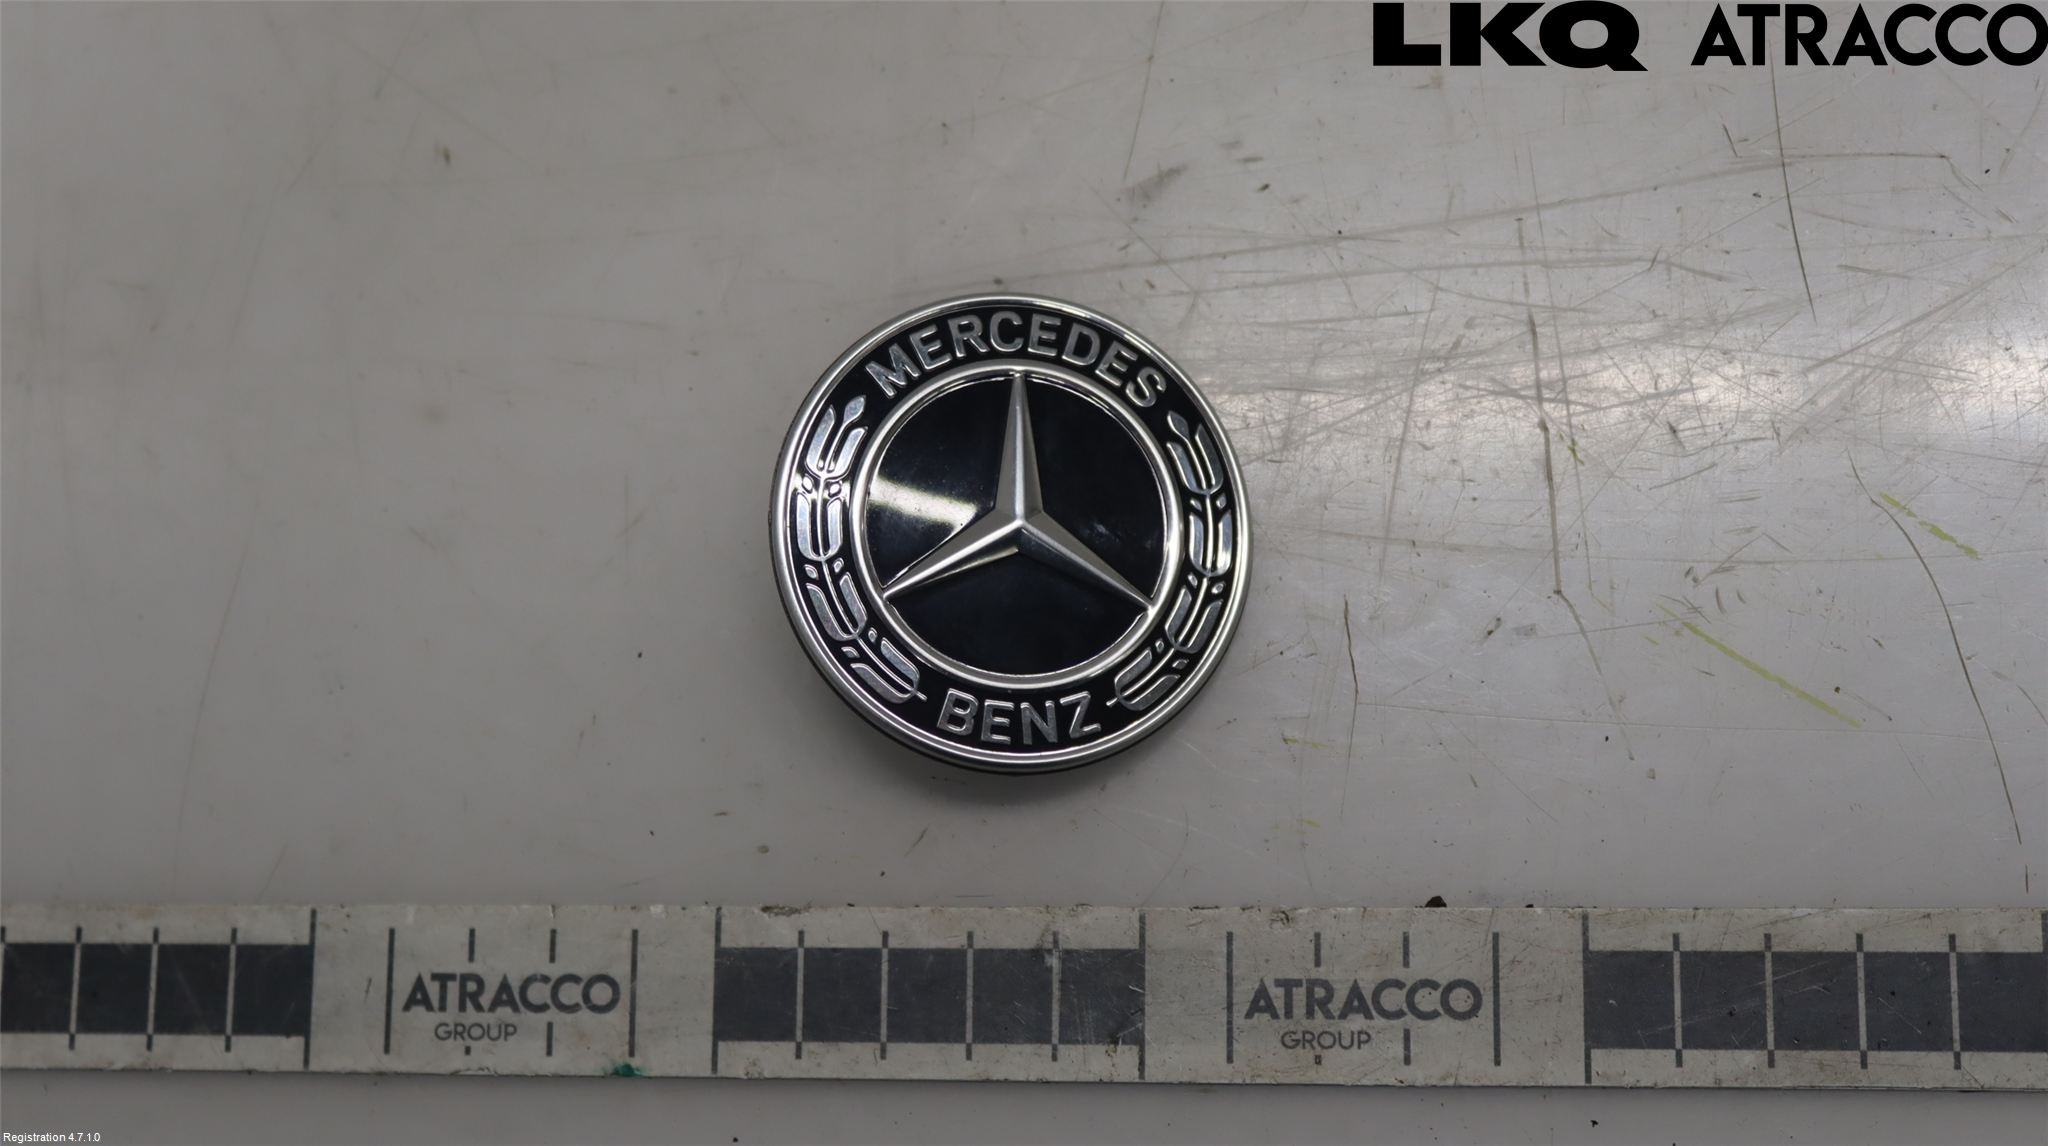 LKQ ATRACCO
MERCEDES
BENZ
ATRACCO
GROUP
ATRACCO
GROUP
Registration 4.7.1.0